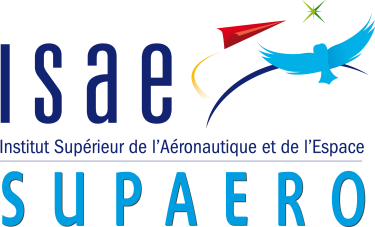 isae
Institut Supérieur de l'Aéronautique et de l'Espace
SUPAERO